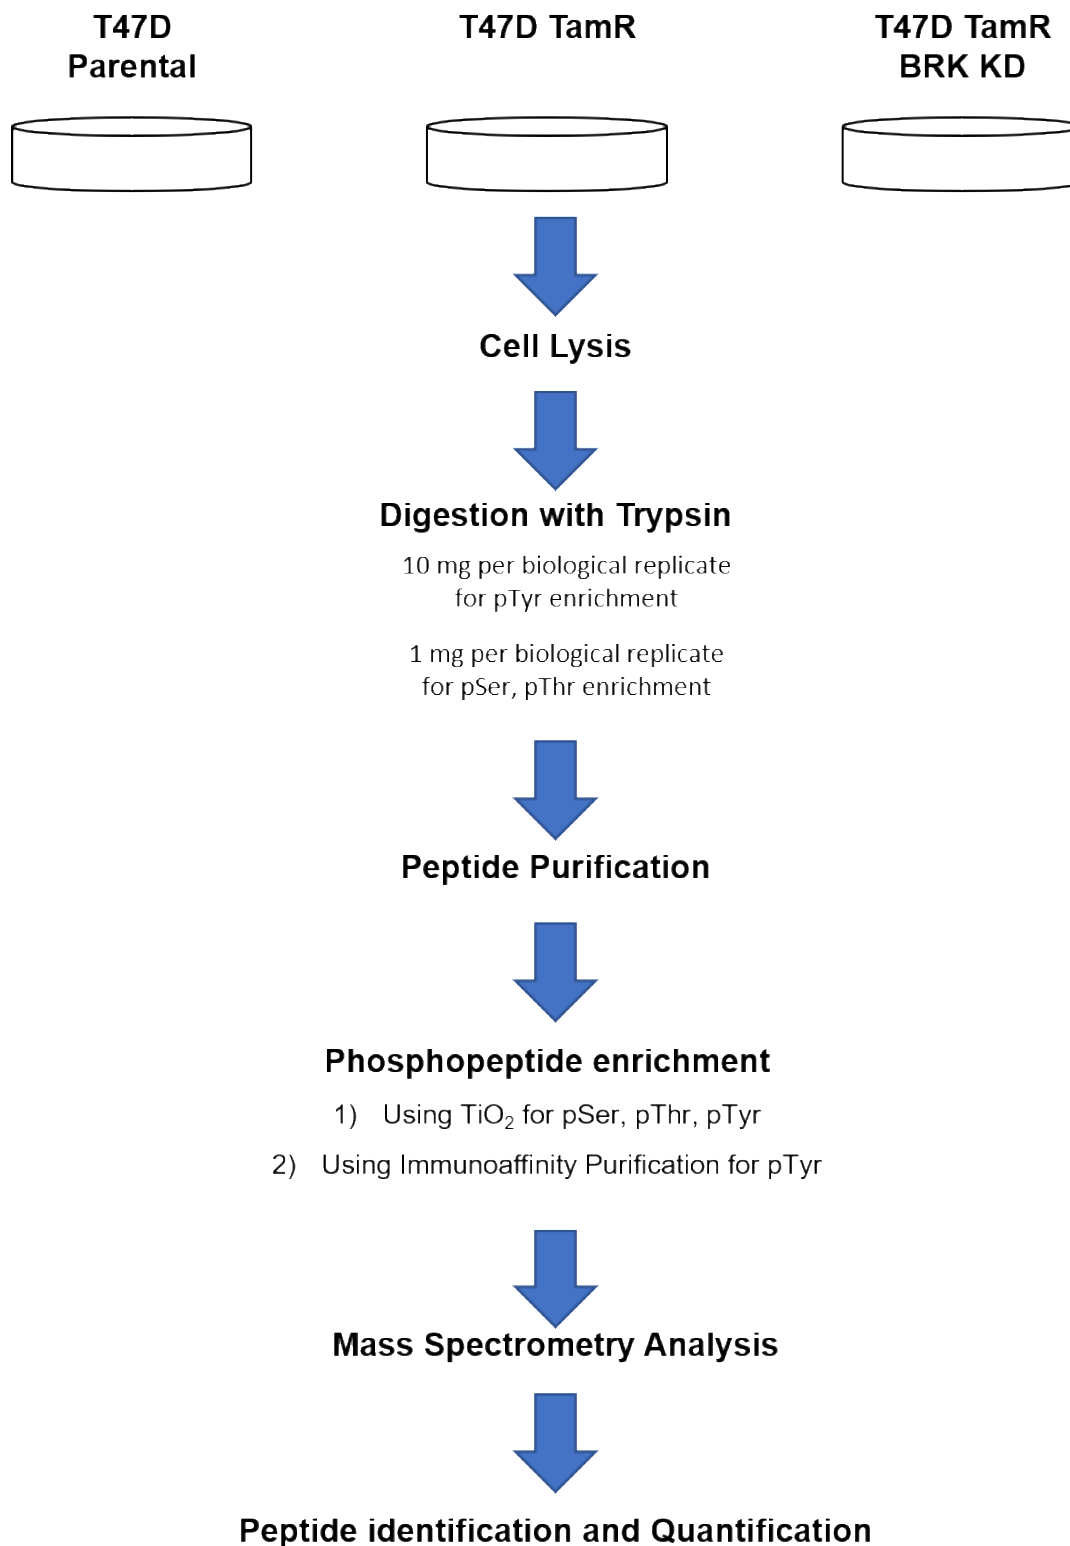 T47D
Parental
T47D TamR
T47D TamR
BRK KD
Cell Lysis
Digestion with Trypsin
10 mg per biological replicate
for pTyr enrichment
1 mg per biological replicate
for pSer, pThr enrichment
Peptide Purification
Phosphopeptide enrichment
1) Using TiO₂ for pSer, pThr, pTyr
2) Using Immunoaffinity Purification for pTyr
Mass Spectrometry Analysis
Peptide identification and Quantification